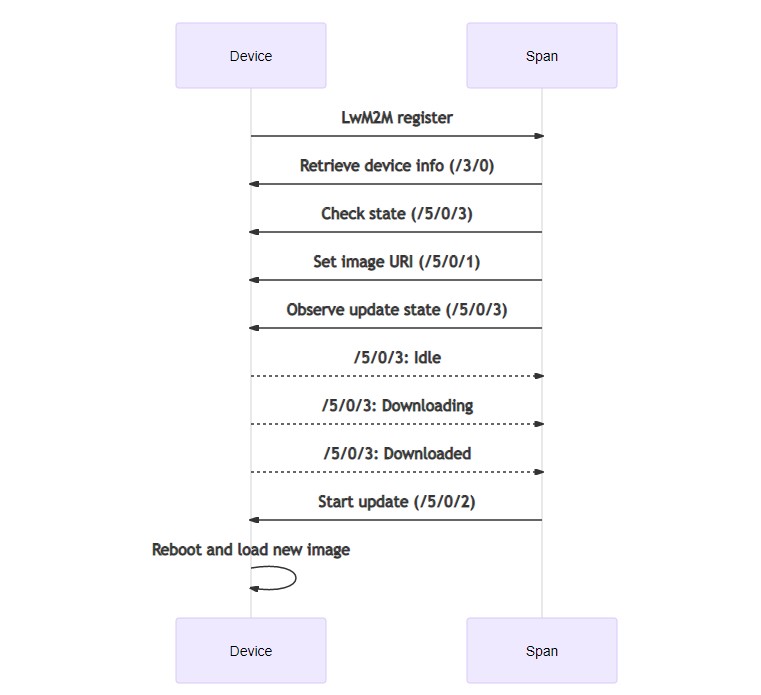 Device
Span
LwM2M register
Retrieve device info (/3/0)
Check state (/5/0/3)
Set image URI (/5/0/1)
Observe update state (/5/0/3)
/5/0/3: Idle
/5/0/3: Downloading
/5/0/3: Downloaded
Start update (/5/0/2)
Reboot and load new image
Device
Span